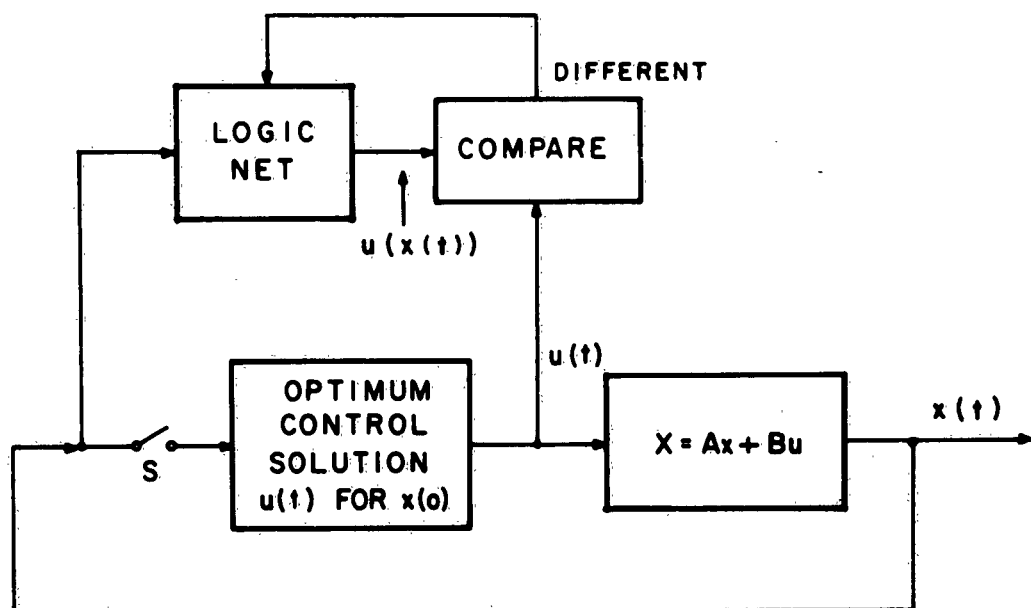 DIFFERENT
LOGIC
NET
COMPARE
u(x(t))
u(t)
OPTIMUM
CONTROL
SOLUTION
u(t) FOR x(o)
S
X = Ax + Bu
x(t)